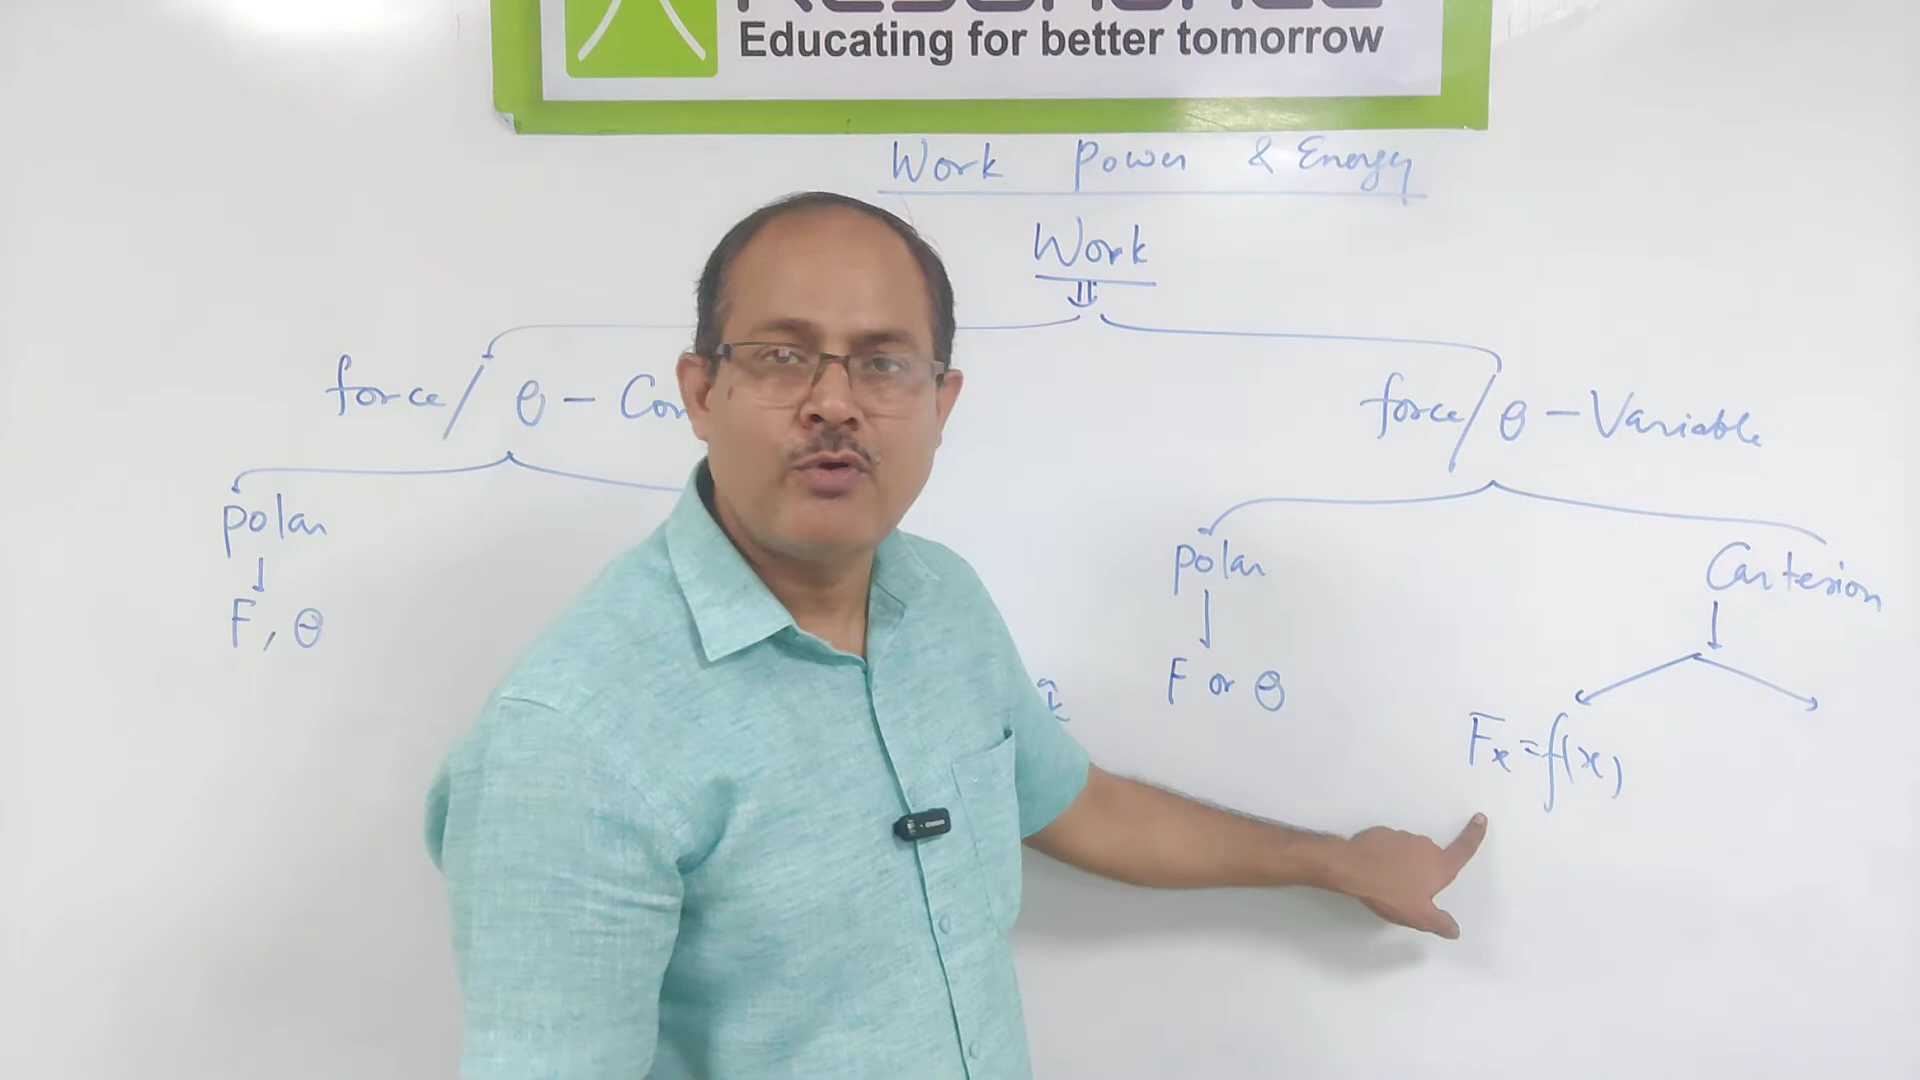 Educating for better tomorrow
Work Power & Energy
Work
force/ θ - Con
force/ θ - Variable
polar
F, θ
polar
F or θ
Cartesion
Fx = f(x)